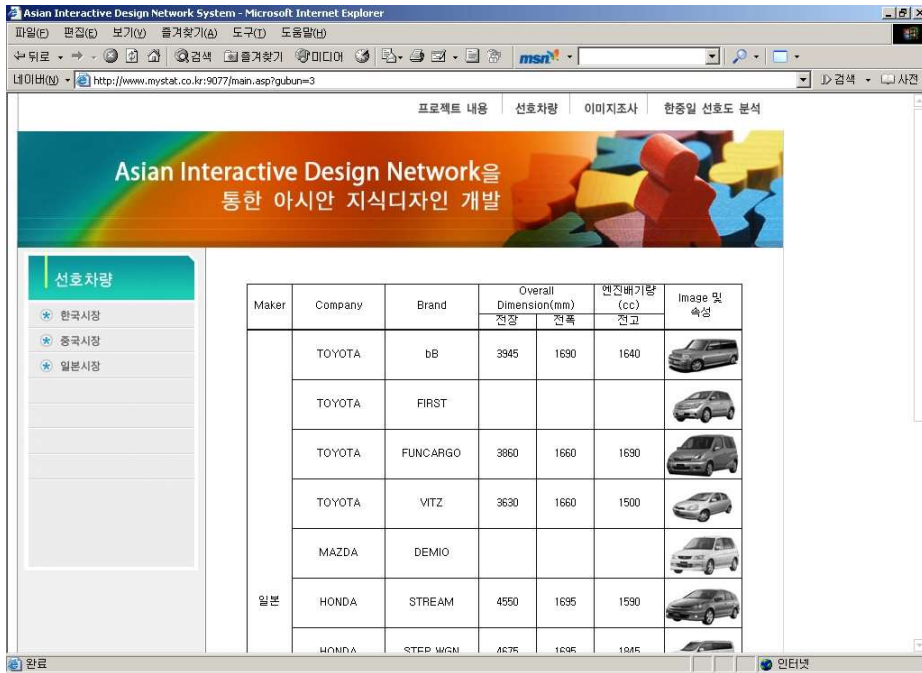 Asian Interactive Design Network System - Microsoft Internet Explorer
파일(F) 편집(E) 보기(V) 즐겨찾기(A) 도구(T) 도움말(H)
뒤로 검색 즐겨찾기 미디어 msn
네이버(N) http://www.mystat.co.kr:9077/main.asp?gubun=3 검색 사전
프로젝트 내용 선호차량 이미지조사 한중일 선호도 분석
Asian Interactive Design Network을
통한 아시안 지식디자인 개발
선호차량
한국시장
중국시장
일본시장
Maker Company Brand Overall Dimension(mm) 엔진배기량 (cc) Image 및 속성
전장 전폭 전고
TOYOTA bB 3945 1690 1640
TOYOTA FIRST
TOYOTA FUNCARGO 3860 1660 1690
TOYOTA VITZ 3630 1660 1500
MAZDA DEMIO
일본 HONDA STREAM 4550 1695 1590
HONDA STEP WGN 4675 1695 1845
완료 인터넷